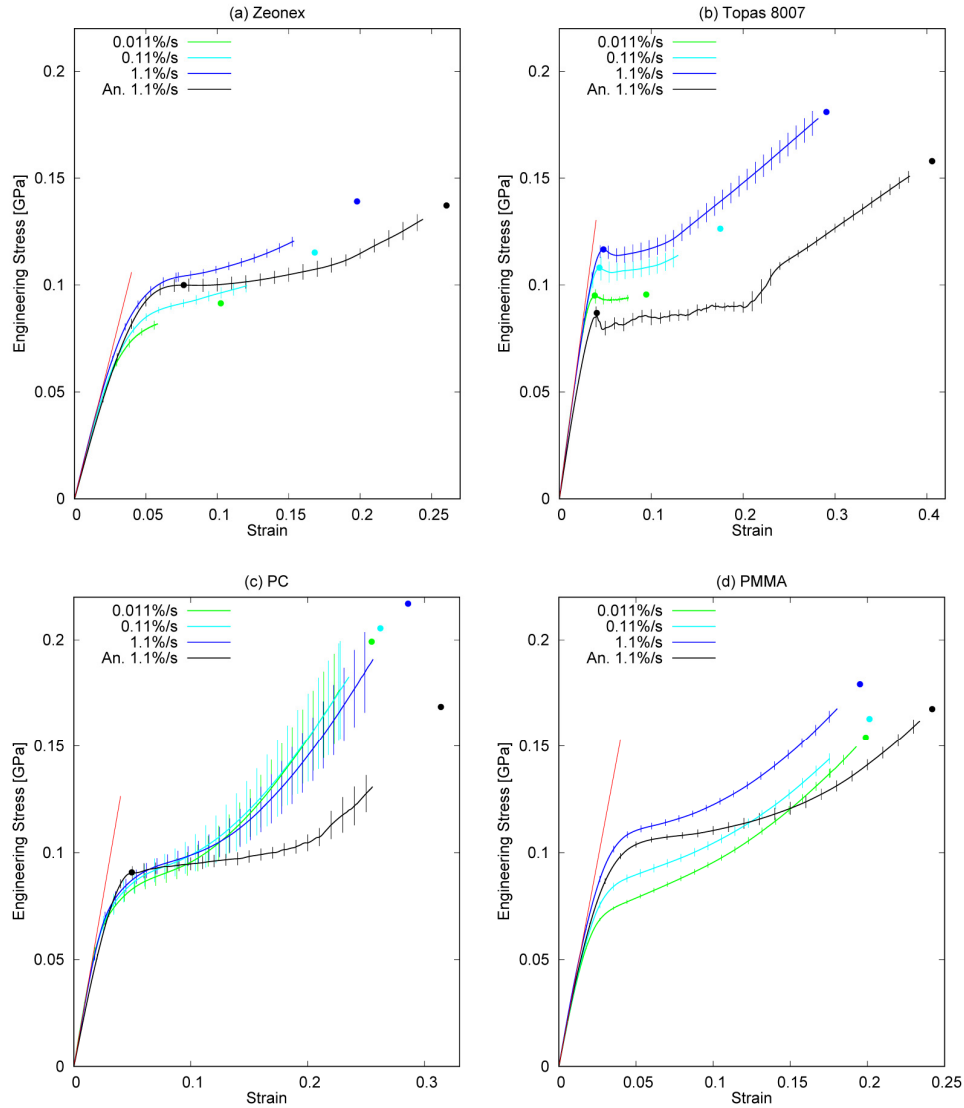 (a) Zeonex
0.011%/s
0.11%/s
1.1%/s
An. 1.1%/s
Engineering Stress [GPa]
0.2
0.15
0.1
0.05
0
0 0.05 0.1 0.15 0.2 0.25
Strain
(b) Topas 8007
0.011%/s
0.11%/s
1.1%/s
An. 1.1%/s
Engineering Stress [GPa]
0.2
0.15
0.1
0.05
0
0 0.1 0.2 0.3 0.4
Strain
(c) PC
0.011%/s
0.11%/s
1.1%/s
An. 1.1%/s
Engineering Stress [GPa]
0.2
0.15
0.1
0.05
0
0 0.1 0.2 0.3
Strain
(d) PMMA
0.011%/s
0.11%/s
1.1%/s
An. 1.1%/s
Engineering Stress [GPa]
0.2
0.15
0.1
0.05
0
0 0.05 0.1 0.15 0.2 0.25
Strain